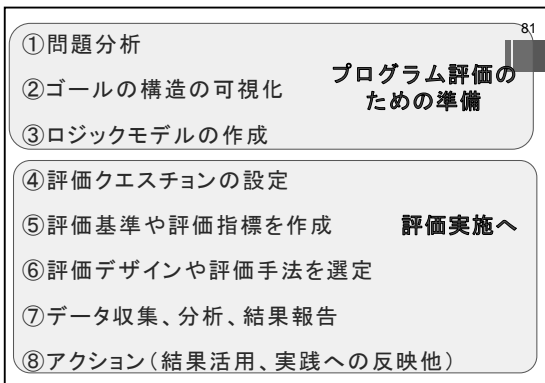 81
①問題分析
②ゴールの構造の可視化
プログラム評価の
ための準備
③ロジックモデルの作成
④評価クエスチョンの設定
⑤評価基準や評価指標を作成
評価実施へ
⑥評価デザインや評価手法を選定
⑦データ収集、分析、結果報告
⑧アクション（結果活用、実践への反映他）